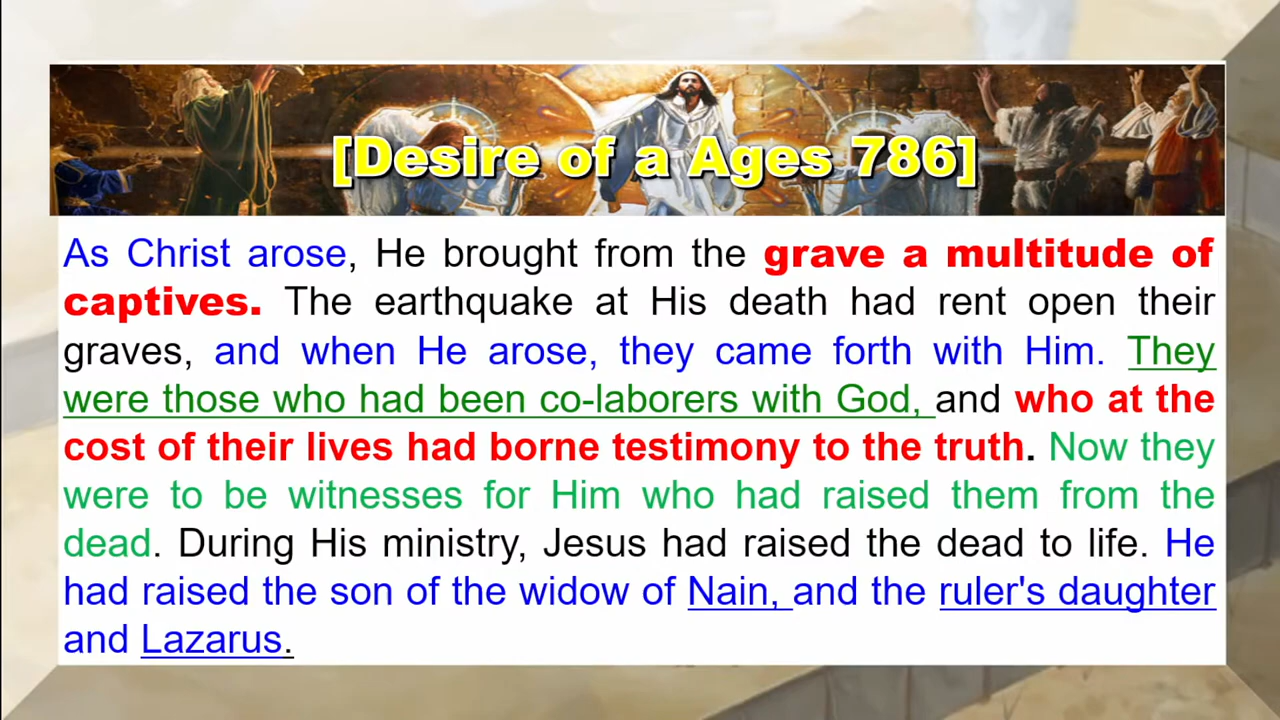 [Desire of a Ages 786]
As Christ arose, He brought from the grave a multitude of
captives. The earthquake at His death had rent open their
graves, and when He arose, they came forth with Him. They
were those who had been co-laborers with God, and who at the
cost of their lives had borne testimony to the truth. Now they
were to be witnesses for Him who had raised them from the
dead. During His ministry, Jesus had raised the dead to life. He
had raised the son of the widow of Nain, and the ruler's daughter
and Lazarus.